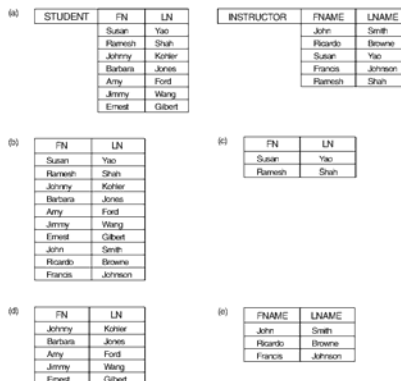 (a) STUDENT FN LN
Susan Yao
Ramesh Shah
Johnny Kohler
Barbara Jones
Amy Ford
Jimmy Wang
Ernest Gilbert
INSTRUCTOR FNAME LNAME
John Smith
Ricardo Browne
Susan Yao
Francis Johnson
Ramesh Shah
(b) FN LN
Susan Yao
Ramesh Shah
Johnny Kohler
Barbara Jones
Amy Ford
Jimmy Wang
Ernest Gilbert
John Smith
Ricardo Browne
Francis Johnson
(c) FN LN
Susan Yao
Ramesh Shah
(d) FN LN
Johnny Kohler
Barbara Jones
Amy Ford
Jimmy Wang
Ernest Gilbert
(e) FNAME LNAME
John Smith
Ricardo Browne
Francis Johnson